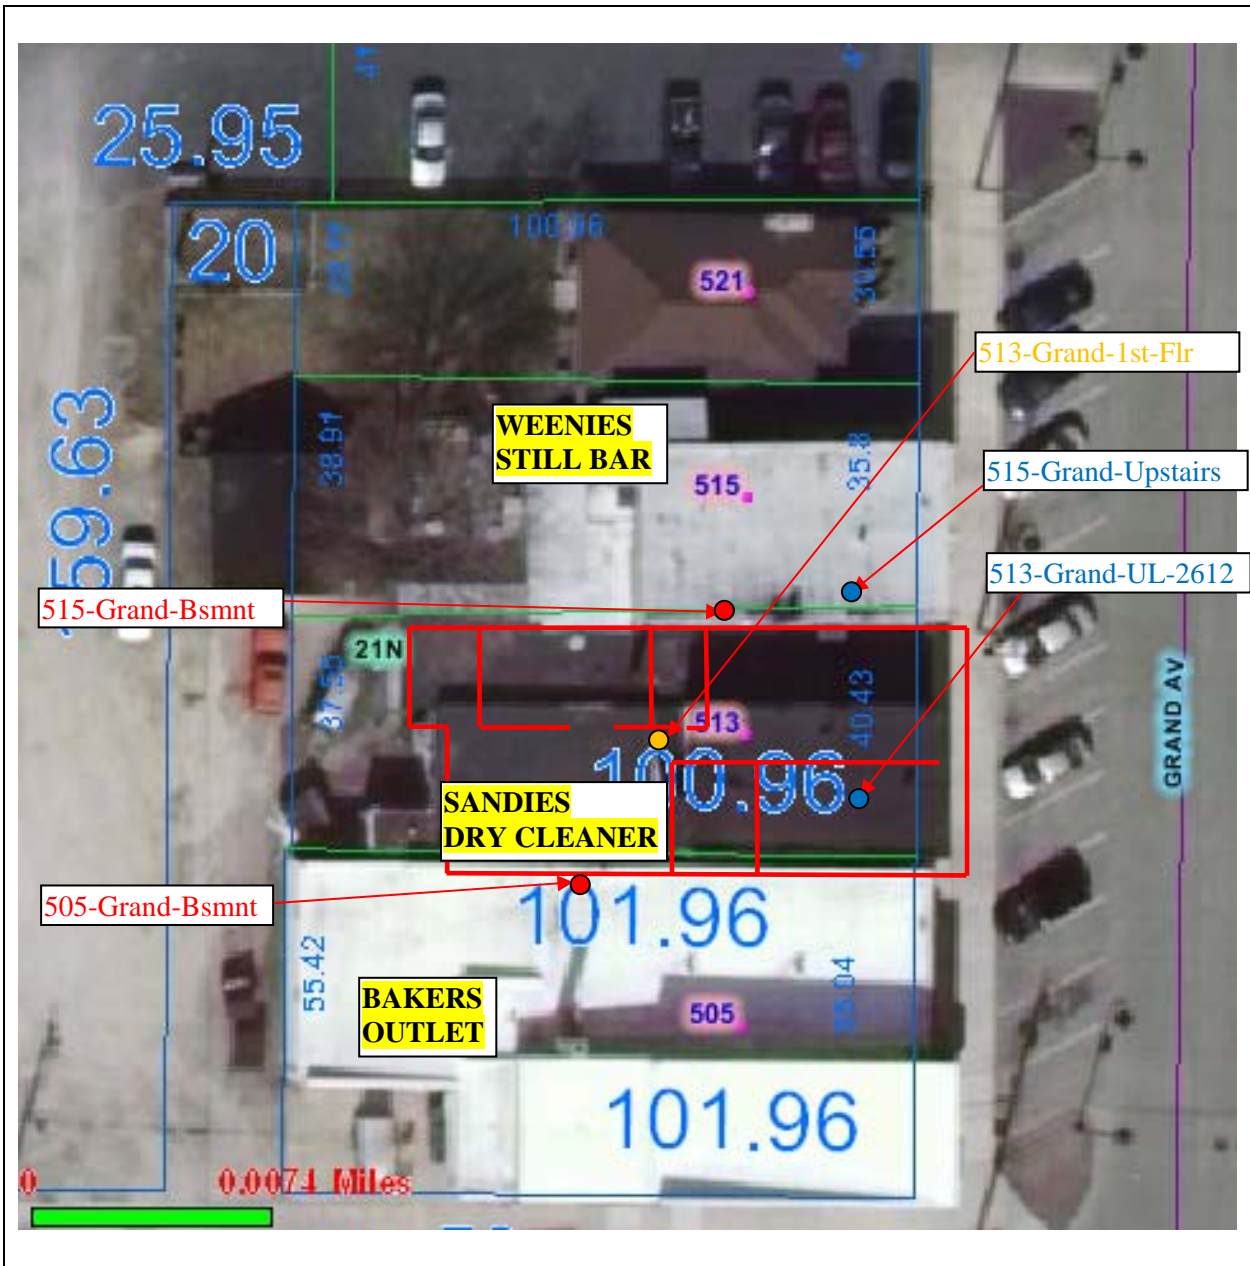 41
41
25.95
20
100.96
30.55
521
513-Grand-1st-Flr
159.63
38.91
WEENIES
STILL BAR
35.8
515
515-Grand-Upstairs
513-Grand-UL-2612
515-Grand-Bsmnt
21N
37.55
513
40.43
GRAND AV
100.96
SANDIES
DRY CLEANER
505-Grand-Bsmnt
101.96
55.42
BAKERS
OUTLET
505
101.96
0
0.0074 Miles